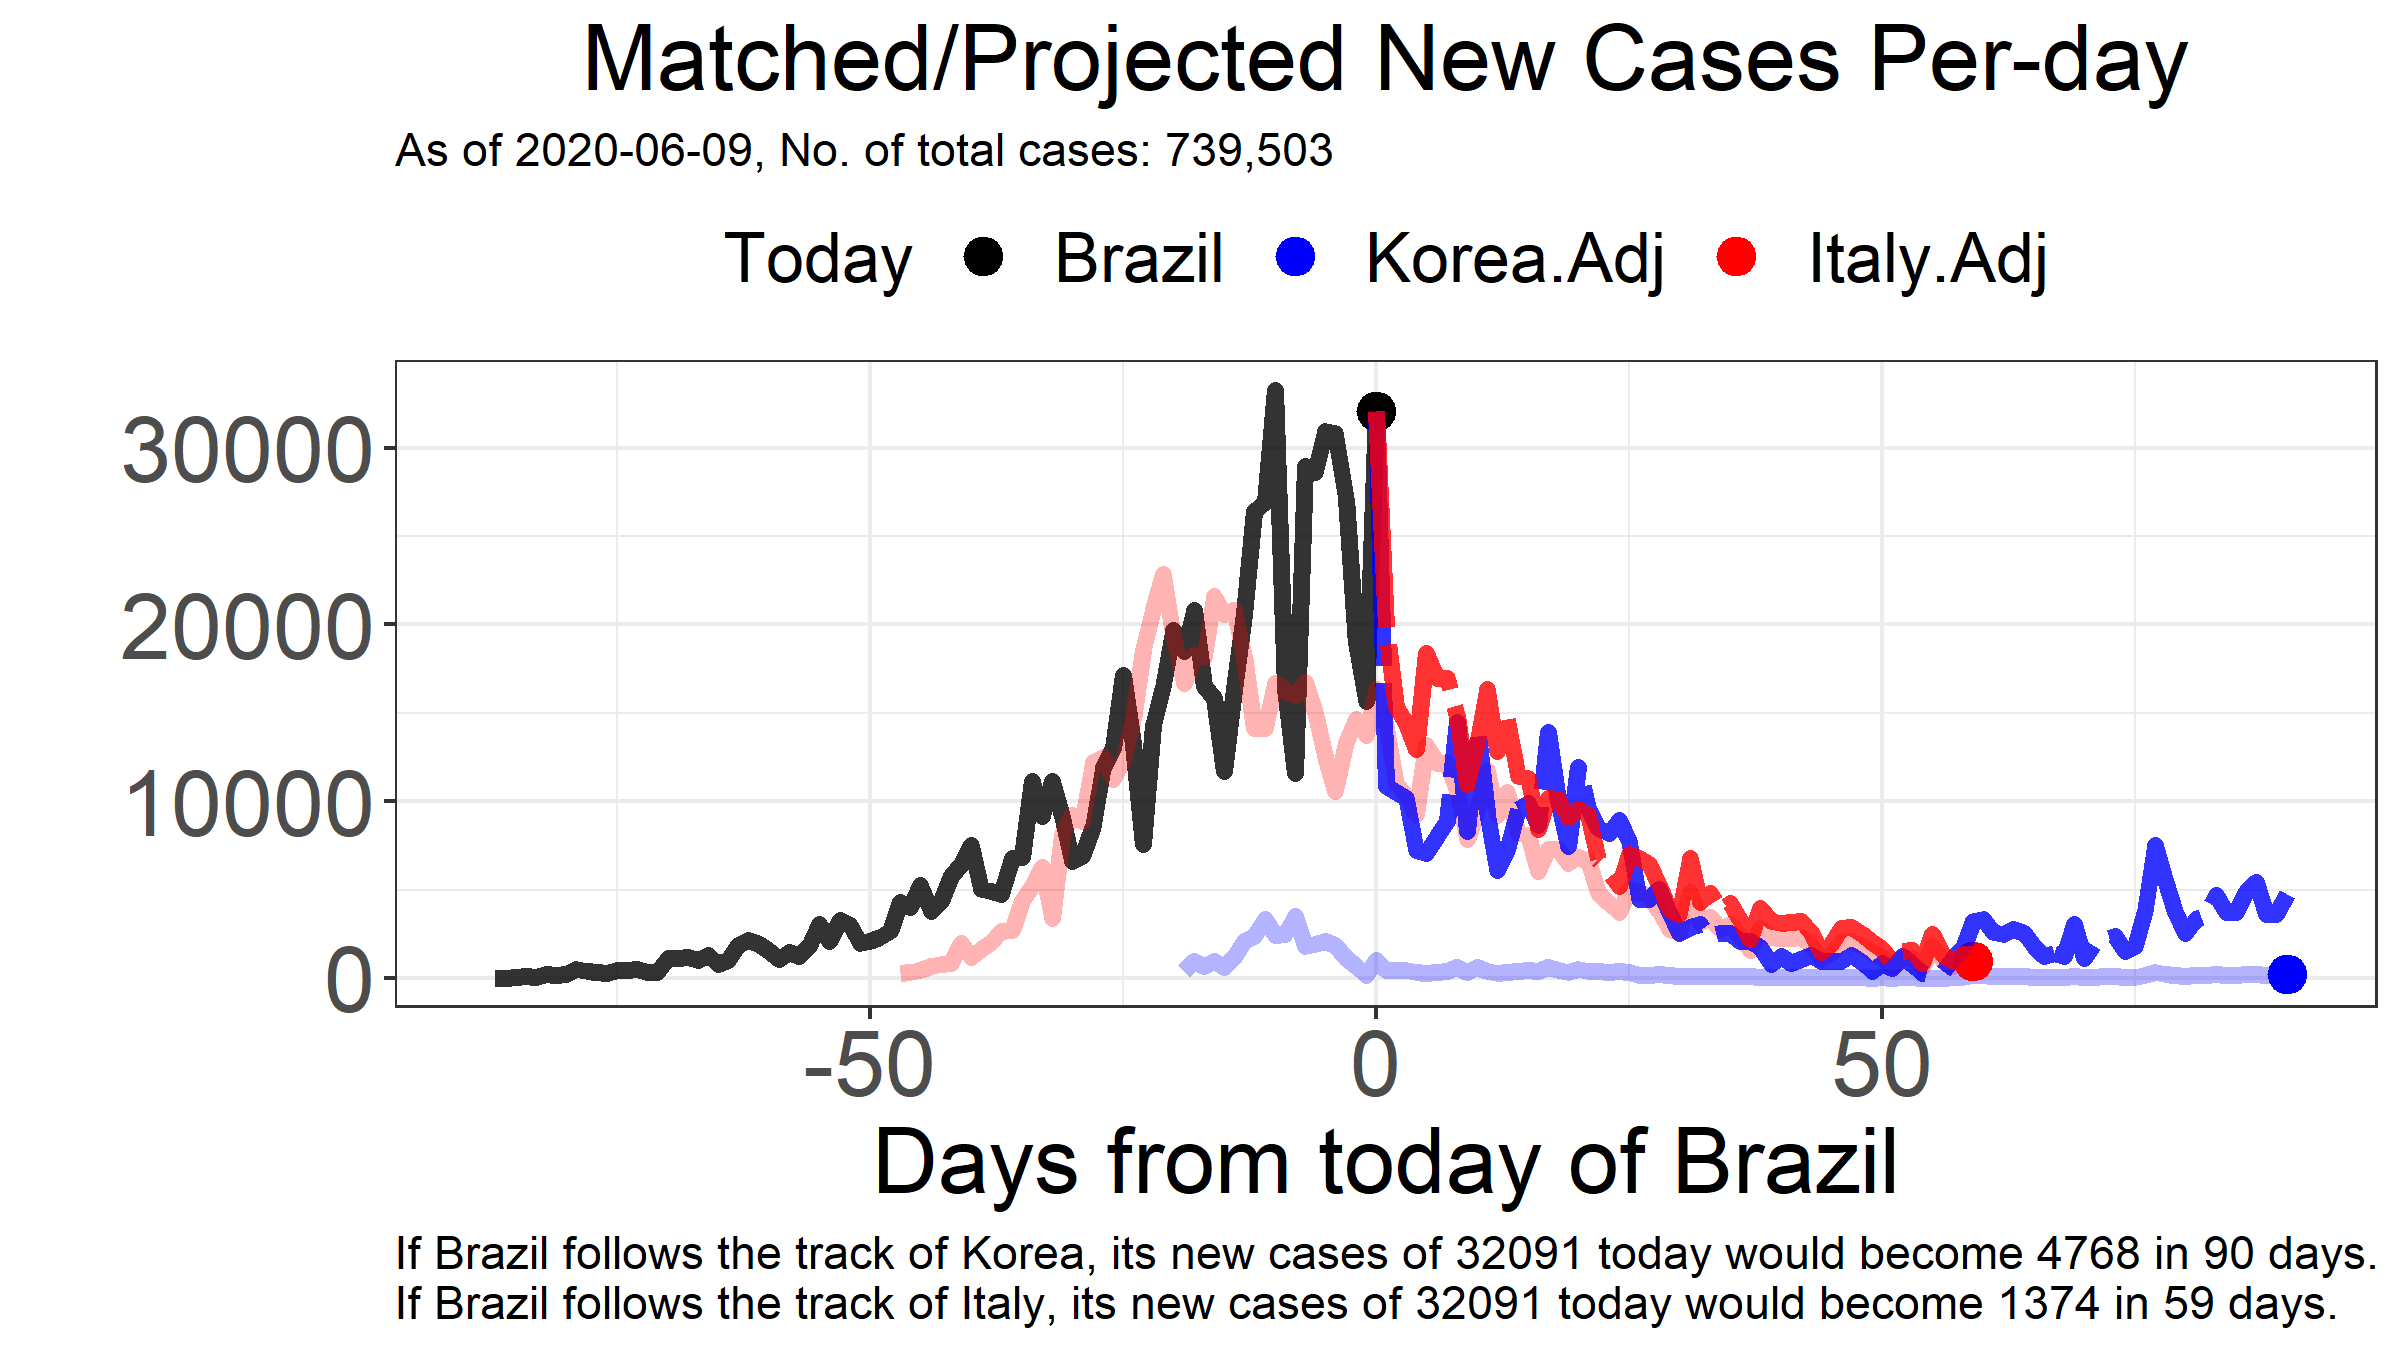 Matched/Projected New Cases Per-day
As of 2020-06-09, No. of total cases: 739,503
Today Brazil Korea.Adj Italy.Adj
30000
20000
10000
0
-50 0 50
Days from today of Brazil
If Brazil follows the track of Korea, its new cases of 32091 today would become 4768 in 90 days.
If Brazil follows the track of Italy, its new cases of 32091 today would become 1374 in 59 days.